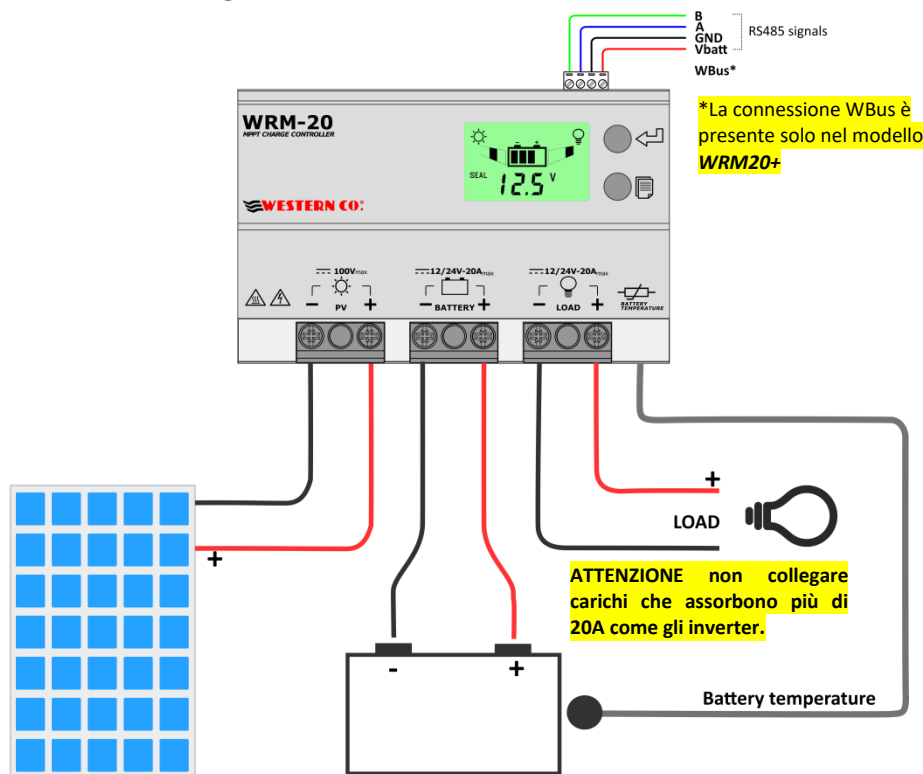 B
A
GND
Vbatt
RS485 signals
WBus*
*La connessione WBus è
presente solo nel modello
WRM20+
WRM-20
MPPT CHARGE CONTROLLER
SEAL 12.5 V
WESTERN CO.
100Vmax
12/24V-20Amax
12/24V-20Amax
− PV +
− BATTERY +
− LOAD +
BATTERY
TEMPERATURE
+
+
LOAD
ATTENZIONE non collegare
carichi che assorbono più di
20A come gli inverter.
- +
Battery temperature